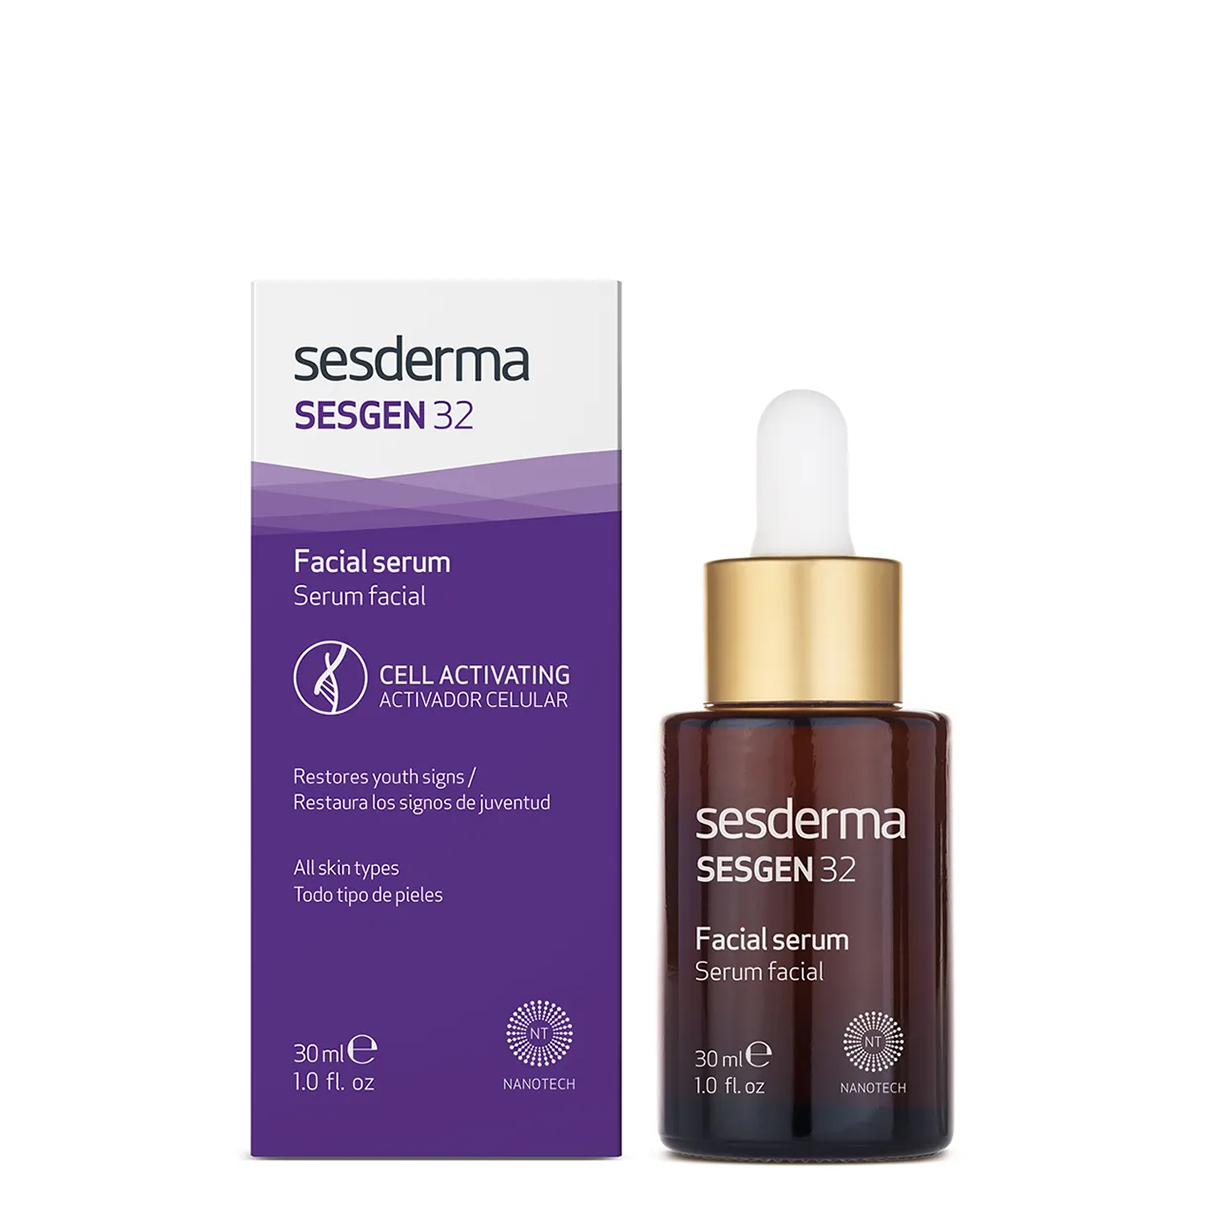 sesderma
SESGEN 32
Facial serum
Serum facial
CELL ACTIVATING
ACTIVADOR CELULAR
Restores youth signs /
Restaura los signos de juventud
All skin types
Todo tipo de pieles
30 ml ℮
1.0 fl. oz
NT
NANOTECH
sesderma
SESGEN 32
Facial serum
Serum facial
30 ml ℮
1.0 fl. oz
NT
NANOTECH